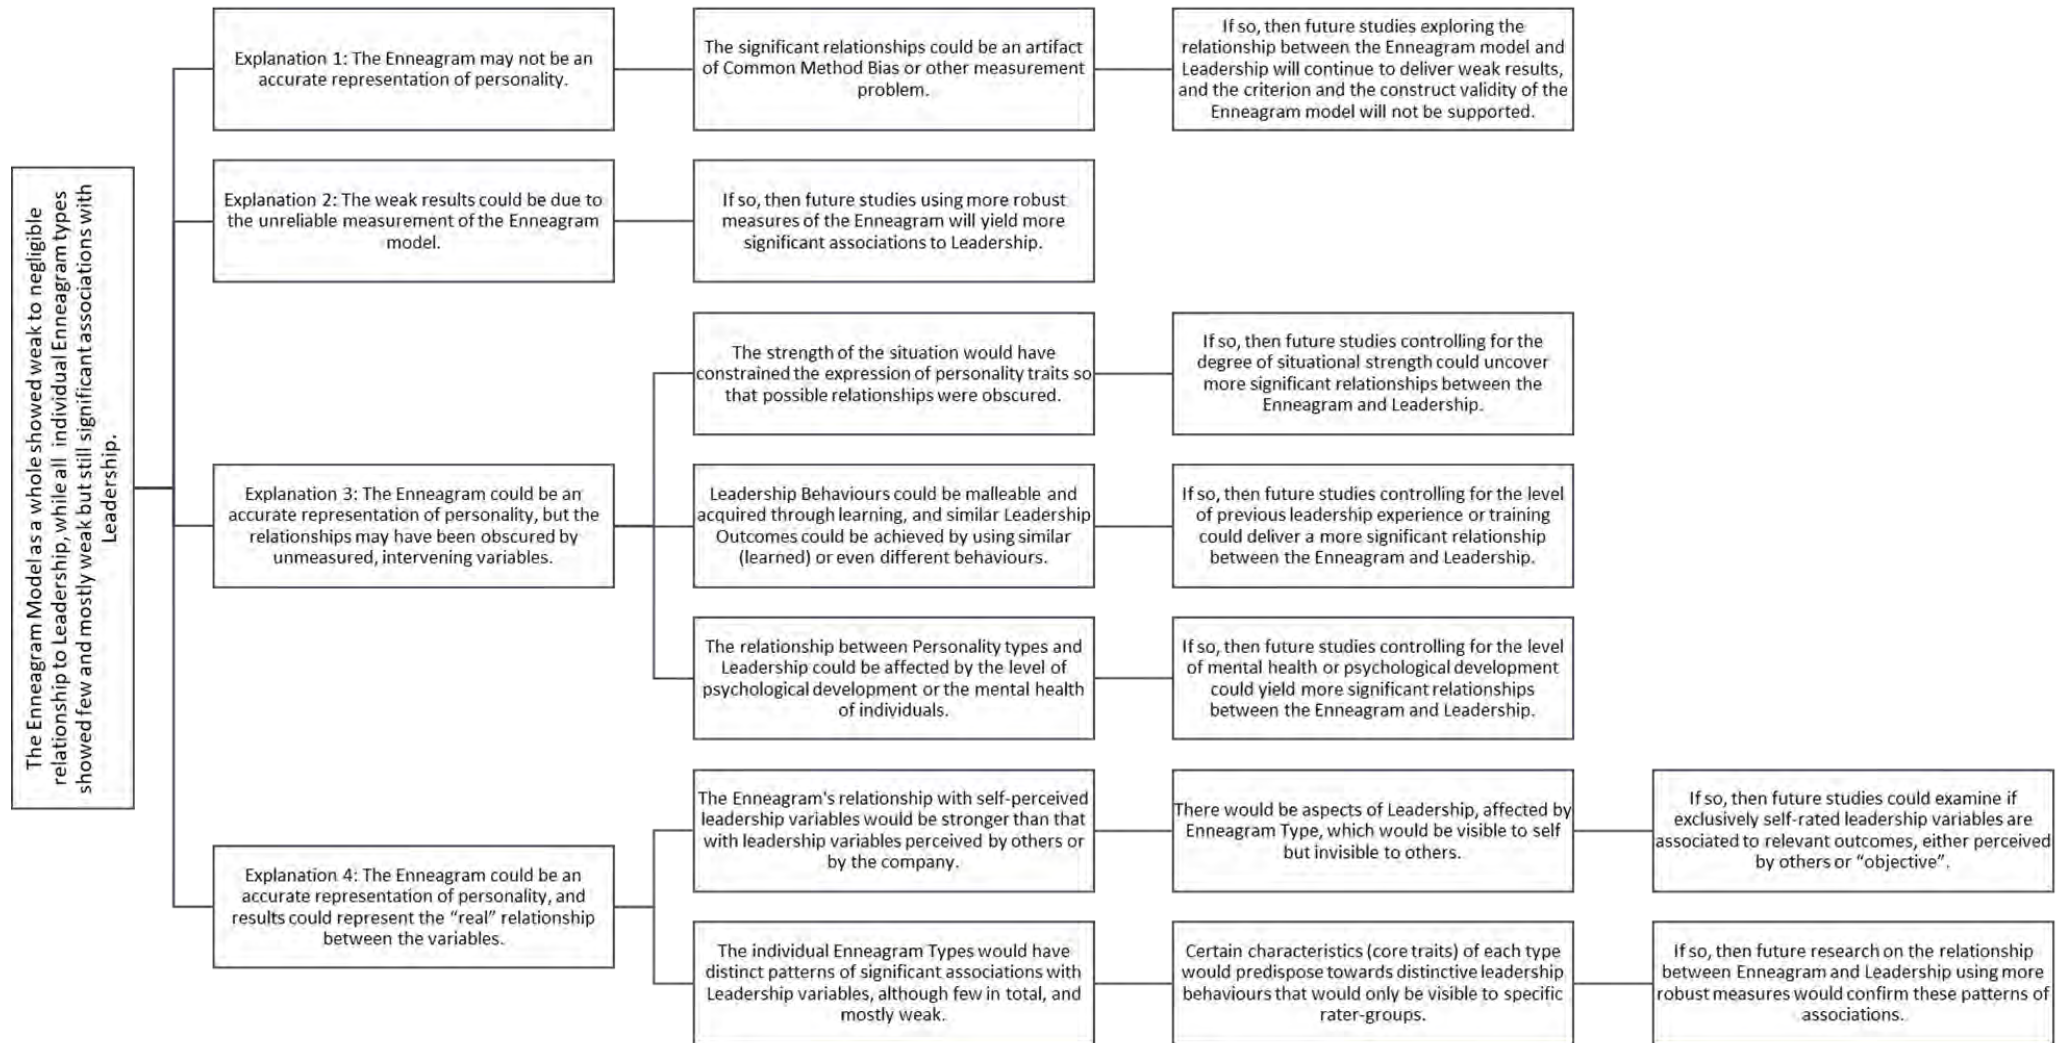 The Enneagram Model as a whole showed weak to negligible
relationship to Leadership, while all individual Enneagram types
showed few and mostly weak but still significant associations with
Leadership.
Explanation 1: The Enneagram may not be an
accurate representation of personality.
The significant relationships could be an artifact
of Common Method Bias or other measurement
problem.
If so, then future studies exploring the
relationship between the Enneagram model and
Leadership will continue to deliver weak results,
and the criterion and the construct validity of the
Enneagram model will not be supported.
Explanation 2: The weak results could be due to
the unreliable measurement of the Enneagram
model.
If so, then future studies using more robust
measures of the Enneagram will yield more
significant associations to Leadership.
Explanation 3: The Enneagram could be an
accurate representation of personality, but the
relationships may have been obscured by
unmeasured, intervening variables.
The strength of the situation would have
constrained the expression of personality traits so
that possible relationships were obscured.
If so, then future studies controlling for the
degree of situational strength could uncover
more significant relationships between the
Enneagram and Leadership.
Leadership Behaviours could be malleable and
acquired through learning, and similar Leadership
Outcomes could be achieved by using similar
(learned) or even different behaviours.
If so, then future studies controlling for the level
of previous leadership experience or training
could deliver a more significant relationship
between the Enneagram and Leadership.
The relationship between Personality types and
Leadership could be affected by the level of
psychological development or the mental health
of individuals.
If so, then future studies controlling for the level
of mental health or psychological development
could yield more significant relationships
between the Enneagram and Leadership.
Explanation 4: The Enneagram could be an
accurate representation of personality, and
results could represent the “real” relationship
between the variables.
The Enneagram's relationship with self-perceived
leadership variables would be stronger than that
with leadership variables perceived by others or
by the company.
There would be aspects of Leadership, affected by
Enneagram Type, which would be visible to self
but invisible to others.
If so, then future studies could examine if
exclusively self-rated leadership variables are
associated to relevant outcomes, either perceived
by others or “objective”.
The individual Enneagram Types would have
distinct patterns of significant associations with
Leadership variables, although few in total, and
mostly weak.
Certain characteristics (core traits) of each type
would predispose towards distinctive leadership
behaviours that would only be visible to specific
rater-groups.
If so, then future research on the relationship
between Enneagram and Leadership using more
robust measures would confirm these patterns of
associations.